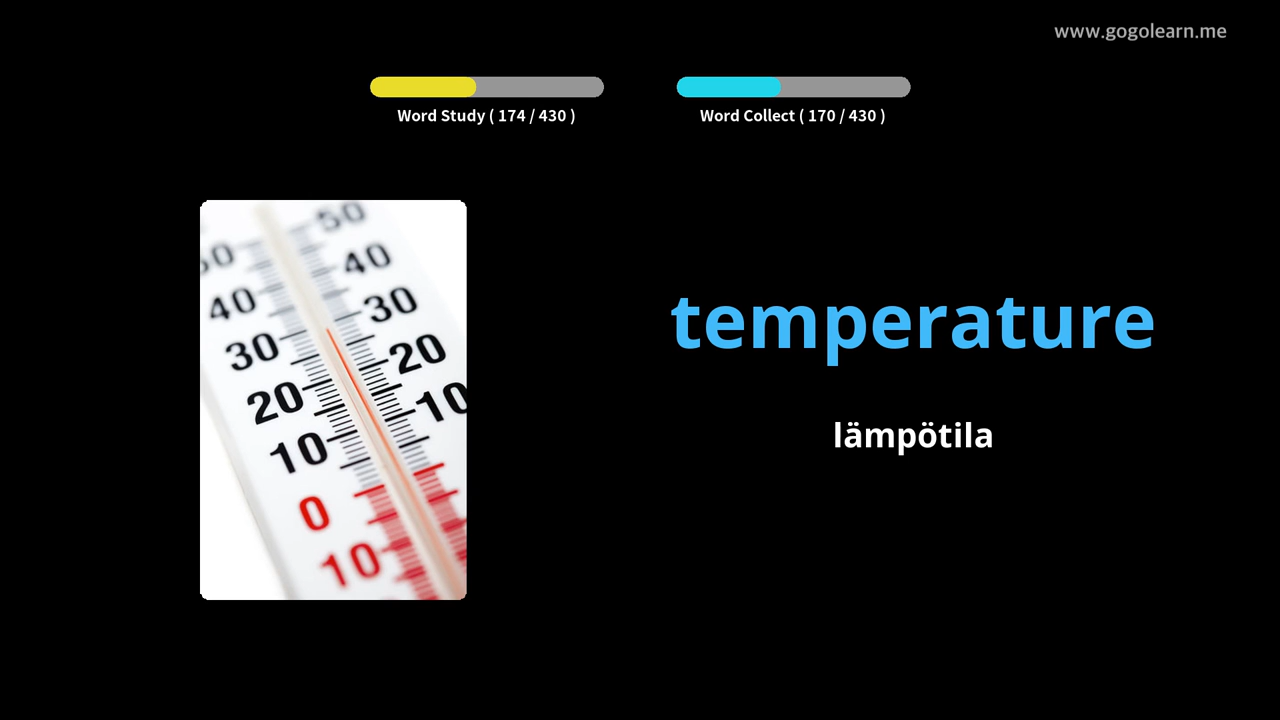 www.gogolearn.me
Word Study ( 174 / 430 )
Word Collect ( 170 / 430 )
50
40 40
30 30
20 20
10 10
0
10
temperature
lämpötila